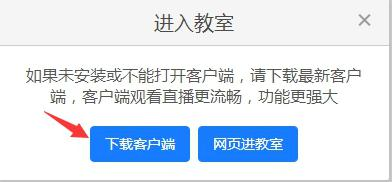 进入教室
如果未安装或不能打开客户端，请下载最新客户
端，客户端观看直播更流畅，功能更强大
下载客户端 网页进教室